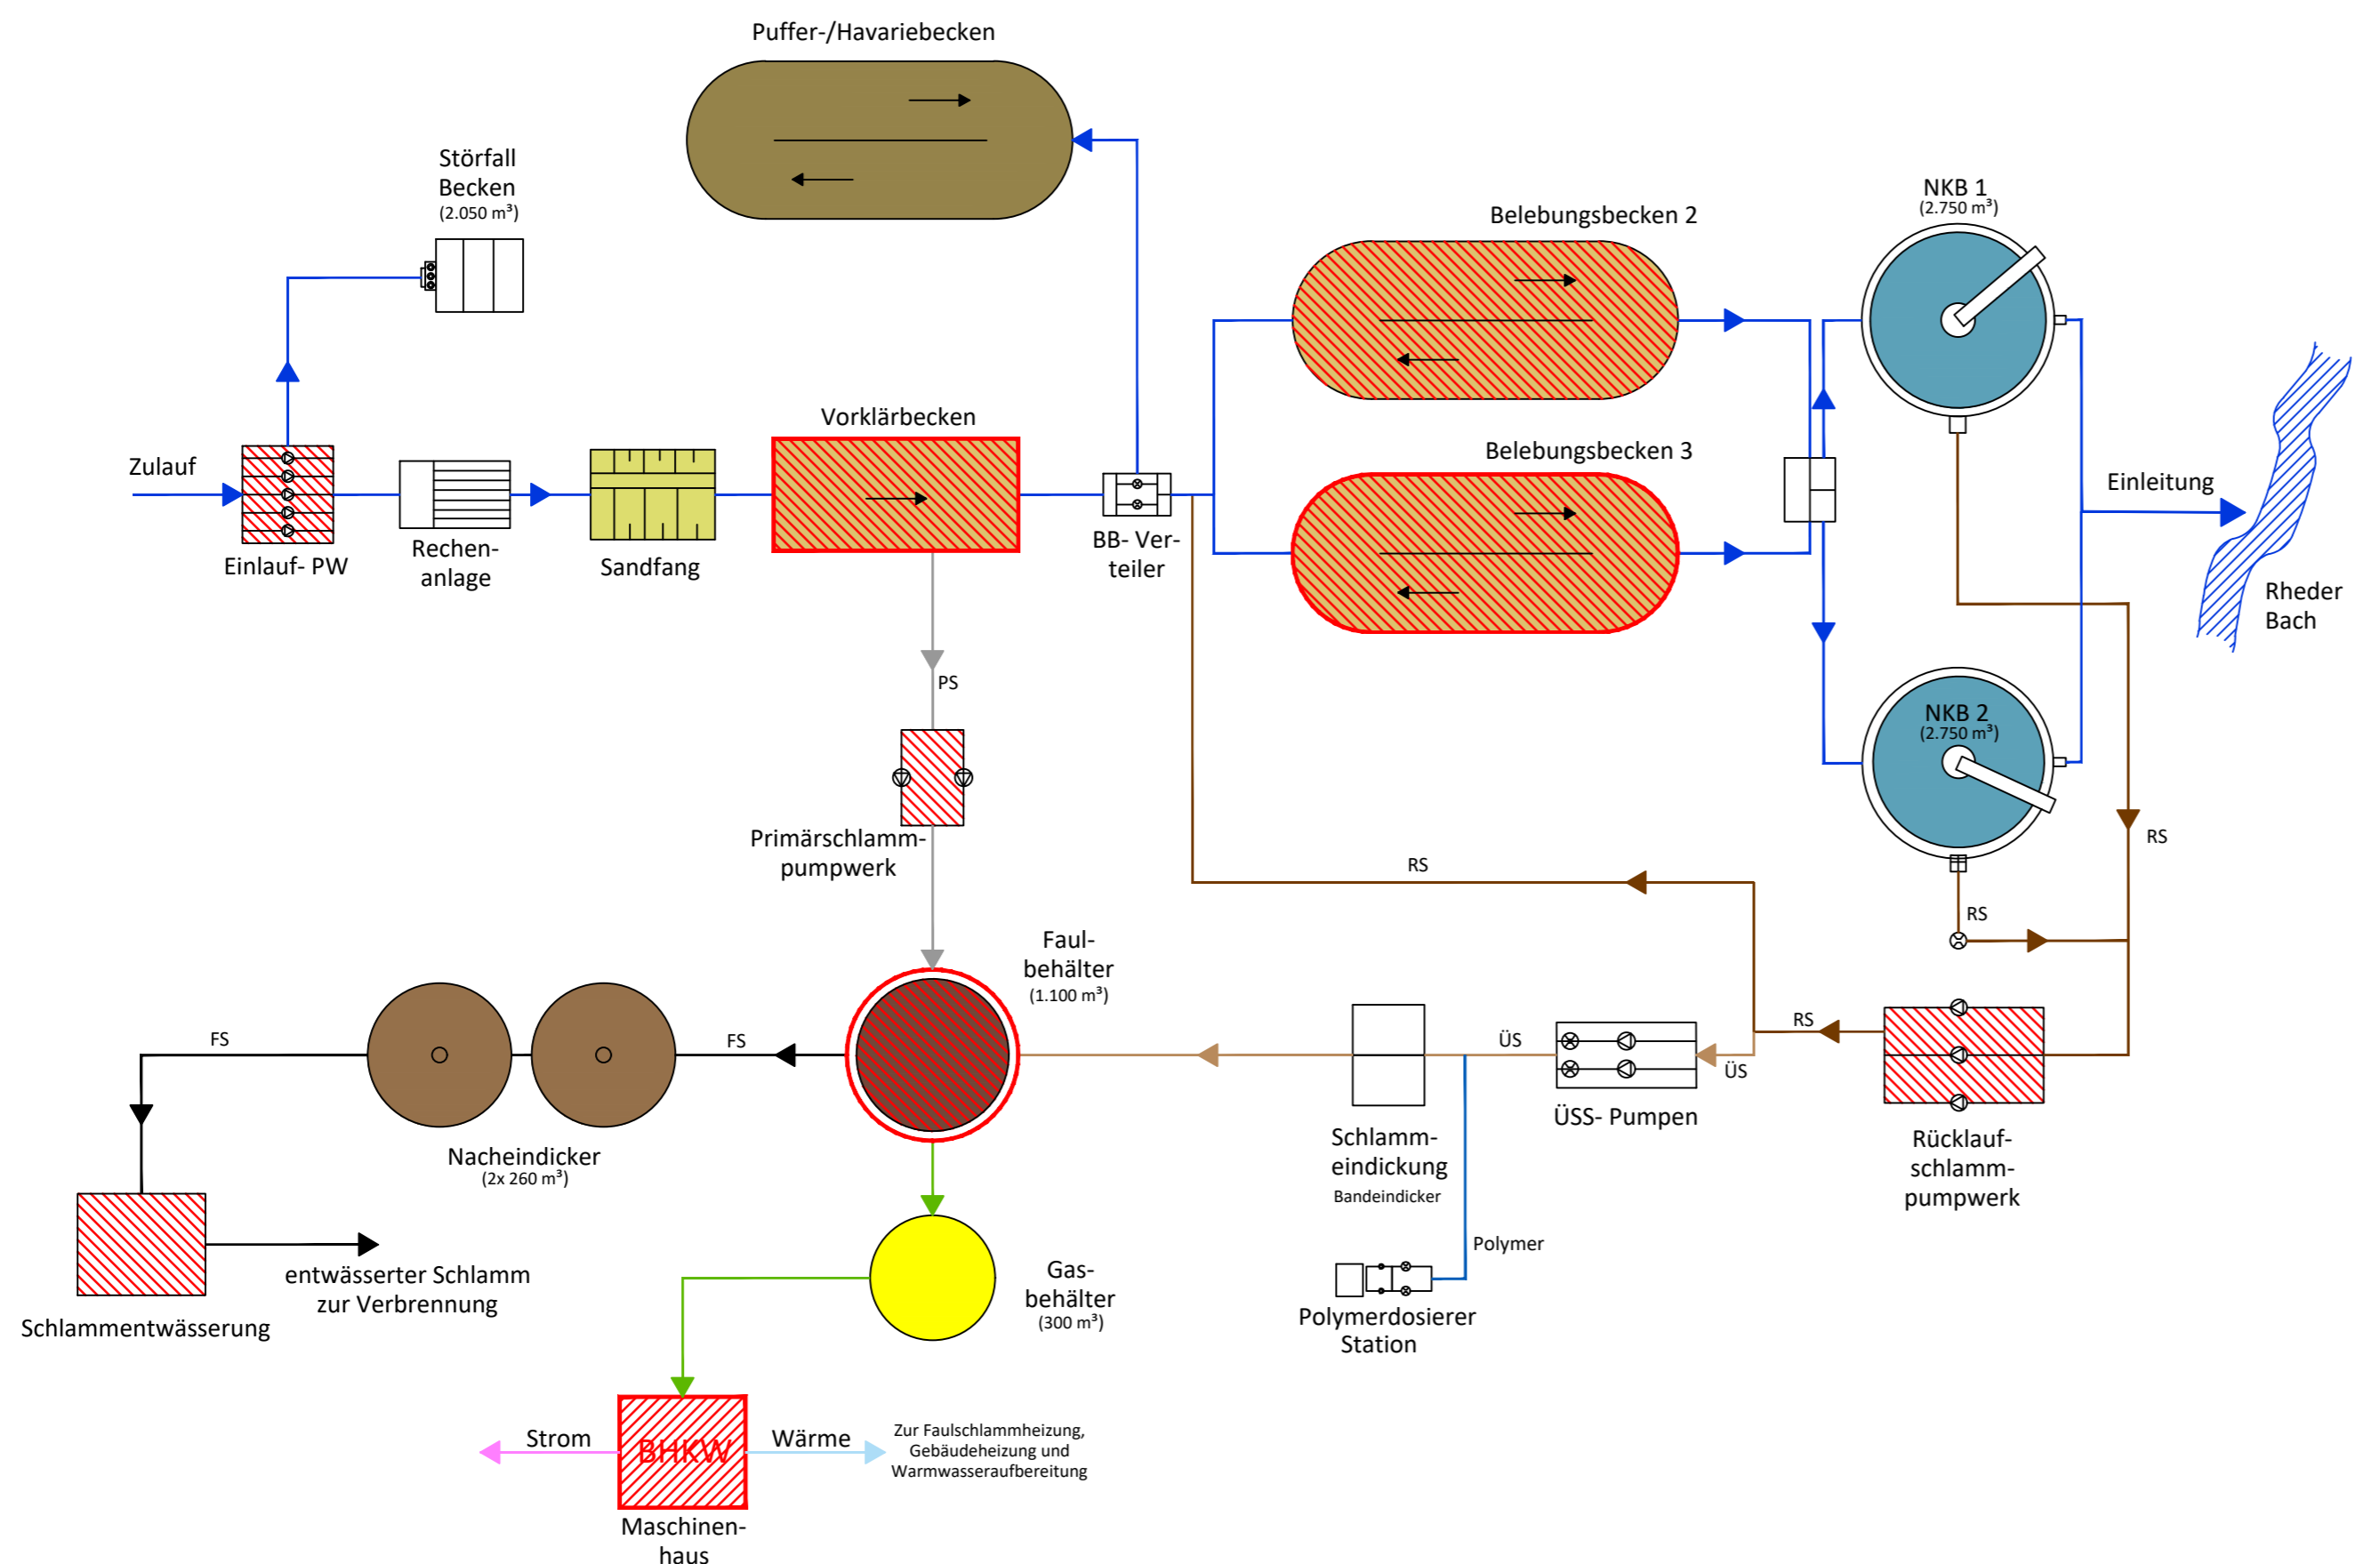 Puffer-/Havariebecken
Störfall
Becken
(2.050 m³)
Belebungsbecken 2
NKB 1
(2.750 m³)
Zulauf
Einlauf- PW
Rechen-
anlage
Sandfang
Vorklärbecken
BB- Ver-
teiler
Belebungsbecken 3
Einleitung
Rheder
Bach
PS
NKB 2
(2.750 m³)
Primärschlamm-
pumpwerk
RS
RS
RS
Faul-
behälter
(1.100 m³)
FS
FS
ÜS
RS
ÜS
Nacheindicker
(2x 260 m³)
Schlamm-
eindickung
Bandeindicker
ÜSS- Pumpen
Rücklauf-
schlamm-
pumpwerk
Polymer
entwässerter Schlamm
zur Verbrennung
Schlammentwässerung
Gas-
behälter
(300 m³)
Polymerdosierer
Station
Strom
BHKW
Wärme
Zur Faulschlammheizung,
Gebäudeheizung und
Warmwasseraufbereitung
Maschinen-
haus